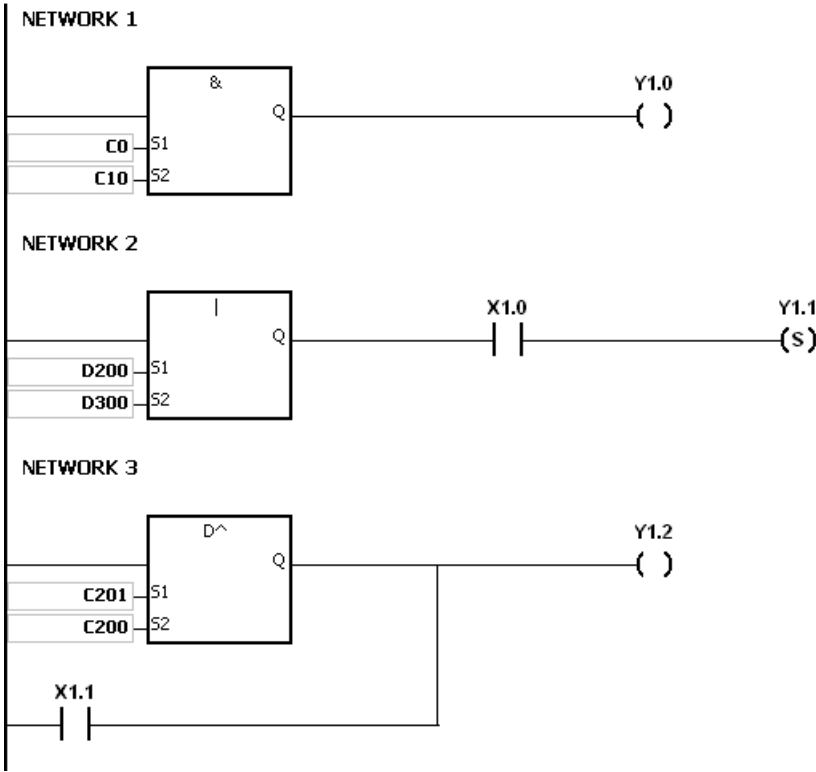 NETWORK 1
&
Y1.0
Q
( )
C0 S1
C10 S2
NETWORK 2
|
X1.0
Y1.1
Q
(S)
D200 S1
D300 S2
NETWORK 3
D^
Y1.2
Q
( )
C201 S1
C200 S2
X1.1